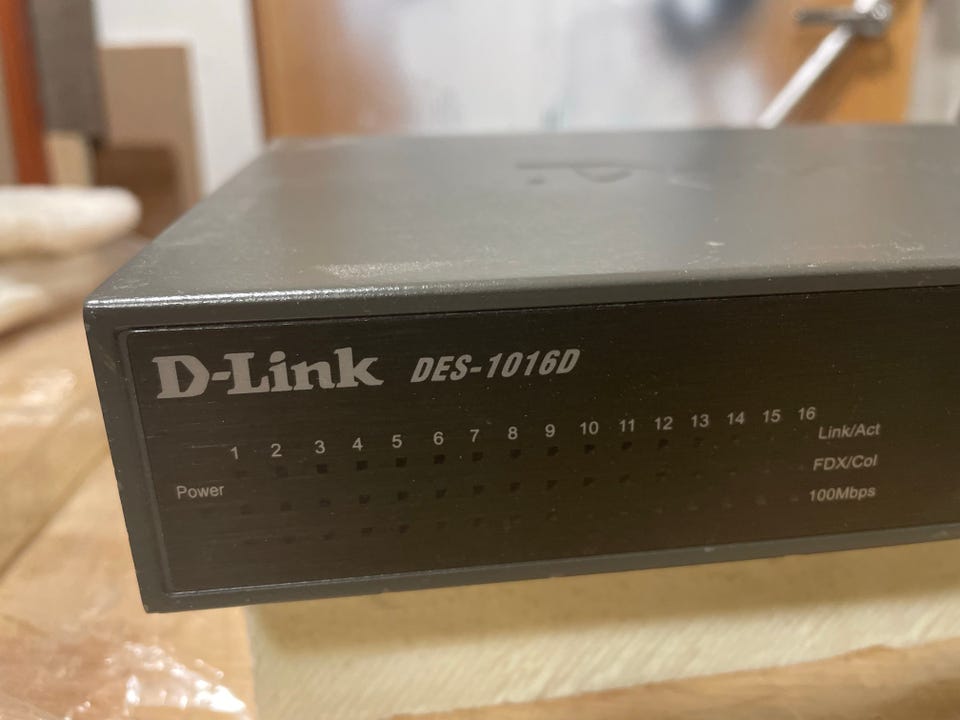 D-Link DES-1016D
1 2 3 4 5 6 7 8 9 10 11 12 13 14 15 16
Link/Act
FDX/Col
Power
100Mbps